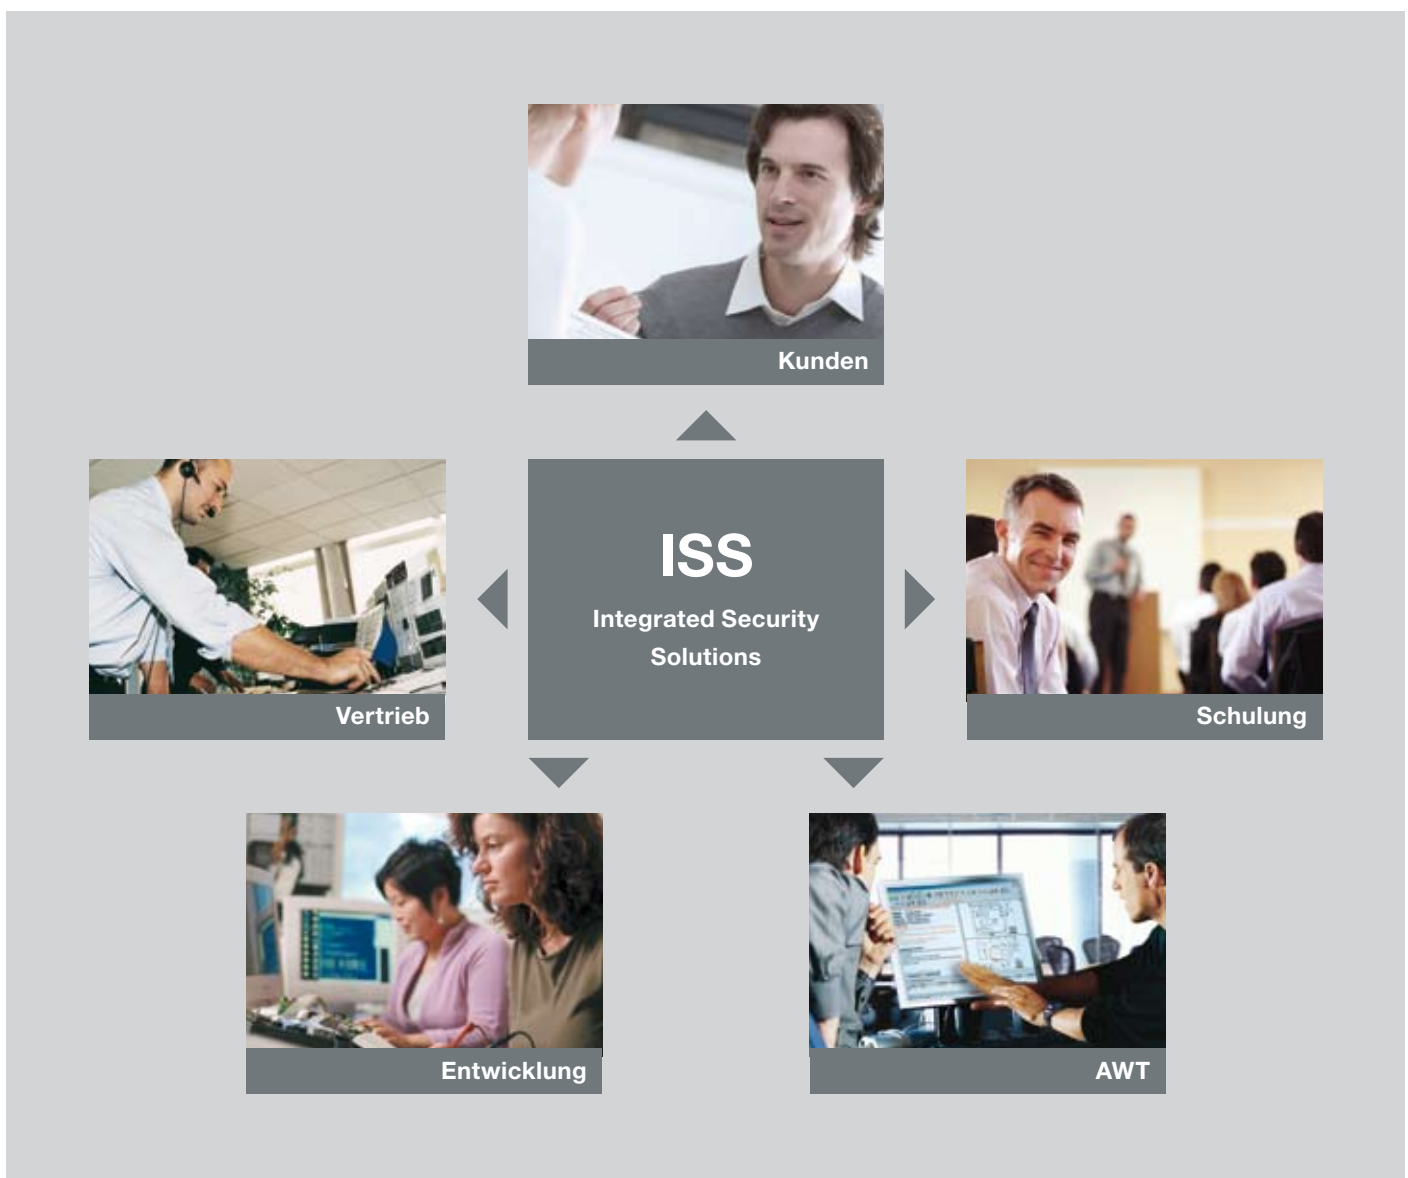 Kunden
ISS
Integrated Security
Solutions
Vertrieb
Schulung
Entwicklung
AWT